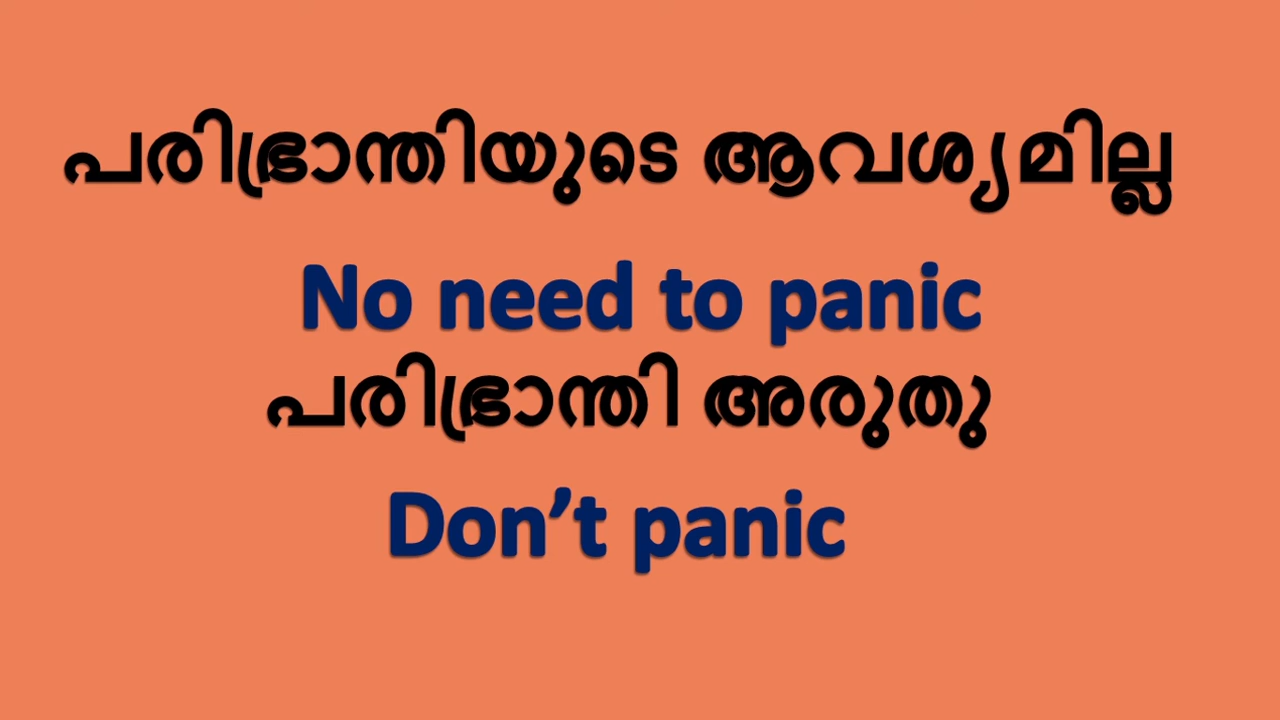 പരിഭ്രാന്തിയുടെ ആവശ്യമില്ല
No need to panic
പരിഭ്രാന്തി അരുതു
Don’t panic